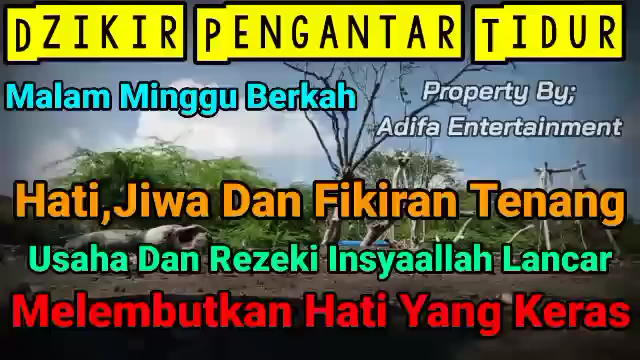 Dzikir Pengantar Tidur
Malam Minggu Berkah
Property By;
Adifa Entertainment
Hati,Jiwa Dan Fikiran Tenang
Usaha Dan Rezeki Insyaallah Lancar
Melembutkan Hati Yang Keras